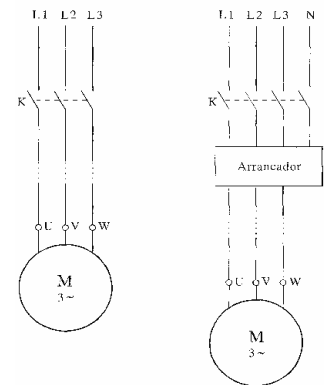 L1 L2 L3
K
U V W
M
3~
L1 L2 L3 N
K
Arrancador
U V W
M
3~